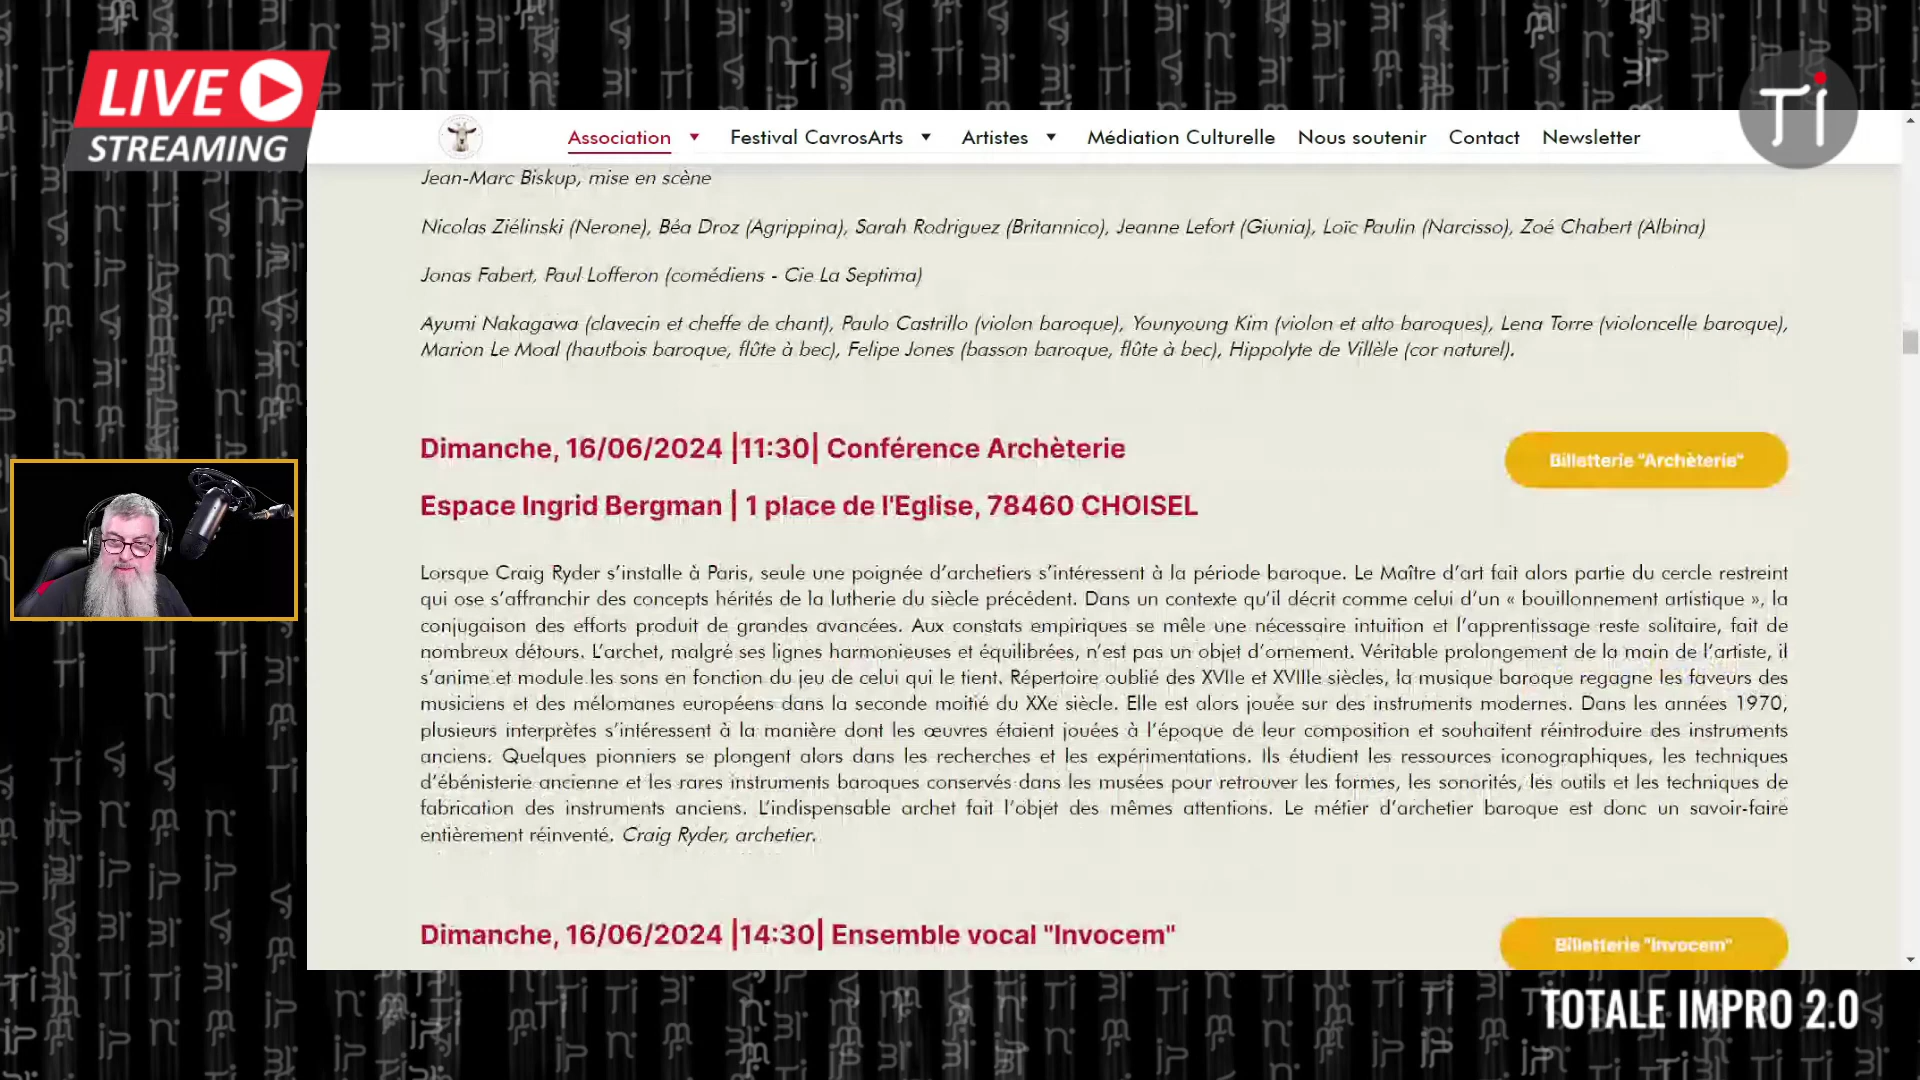 LIVE
STREAMING
Ti
Association
Festival CavrosArts
Artistes
Médiation Culturelle
Nous soutenir
Contact
Newsletter
Jean-Marc Biskup, mise en scène
Nicolas Ziélinski (Nerone), Béa Droz (Agrippina), Sarah Rodriguez (Britannico), Jeanne Lefort (Giunia), Loïc Paulin (Narcisso), Zoé Chabert (Albina)
Jonas Fabert, Paul Lofferon (comédiens - Cie La Septima)
Ayumi Nakagawa (clavecin et cheffe de chant), Paulo Castrillo (violon baroque), Younyoung Kim (violon et alto baroques), Lena Torre (violoncelle baroque),
Marion Le Moal (hautbois baroque, flûte à bec), Felipe Jones (basson baroque, flûte à bec), Hippolyte de Villèle (cor naturel).
Dimanche, 16/06/2024 |11:30| Conférence Archèterie
Billetterie "Archèterie"
Espace Ingrid Bergman | 1 place de l'Eglise, 78460 CHOISEL
Lorsque Craig Ryder s’installe à Paris, seule une poignée d’archetiers s’intéressent à la période baroque. Le Maître d’art fait alors partie du cercle restreint
qui ose s’affranchir des concepts hérités de la lutherie du siècle précédent. Dans un contexte qu’il décrit comme celui d’un « bouillonnement artistique », la
conjugaison des efforts produit de grandes avancées. Aux constats empiriques se mêle une nécessaire intuition et l’apprentissage reste solitaire, fait de
nombreux détours. L’archet, malgré ses lignes harmonieuses et équilibrées, n’est pas un objet d’ornement. Véritable prolongement de la main de l’artiste, il
s’anime et module les sons en fonction du jeu de celui qui le tient. Répertoire oublié des XVIIe et XVIIIe siècles, la musique baroque regagne les faveurs des
musiciens et des mélomanes européens dans la seconde moitié du XXe siècle. Elle est alors jouée sur des instruments modernes. Dans les années 1970,
plusieurs interprètes s’intéressent à la manière dont les œuvres étaient jouées à l’époque de leur composition et souhaitent réintroduire des instruments
anciens. Quelques pionniers se plongent alors dans les recherches et les expérimentations. Ils étudient les ressources iconographiques, les techniques
d’ébénisterie ancienne et les rares instruments baroques conservés dans les musées pour retrouver les formes, les sonorités, les outils et les techniques de
fabrication des instruments anciens. L’indispensable archet fait l’objet des mêmes attentions. Le métier d’archetier baroque est donc un savoir-faire
entièrement réinventé. Craig Ryder, archetier.
Dimanche, 16/06/2024 |14:30| Ensemble vocal "Invocem"
Billetterie "Invocem"
TOTALE IMPRO 2.0